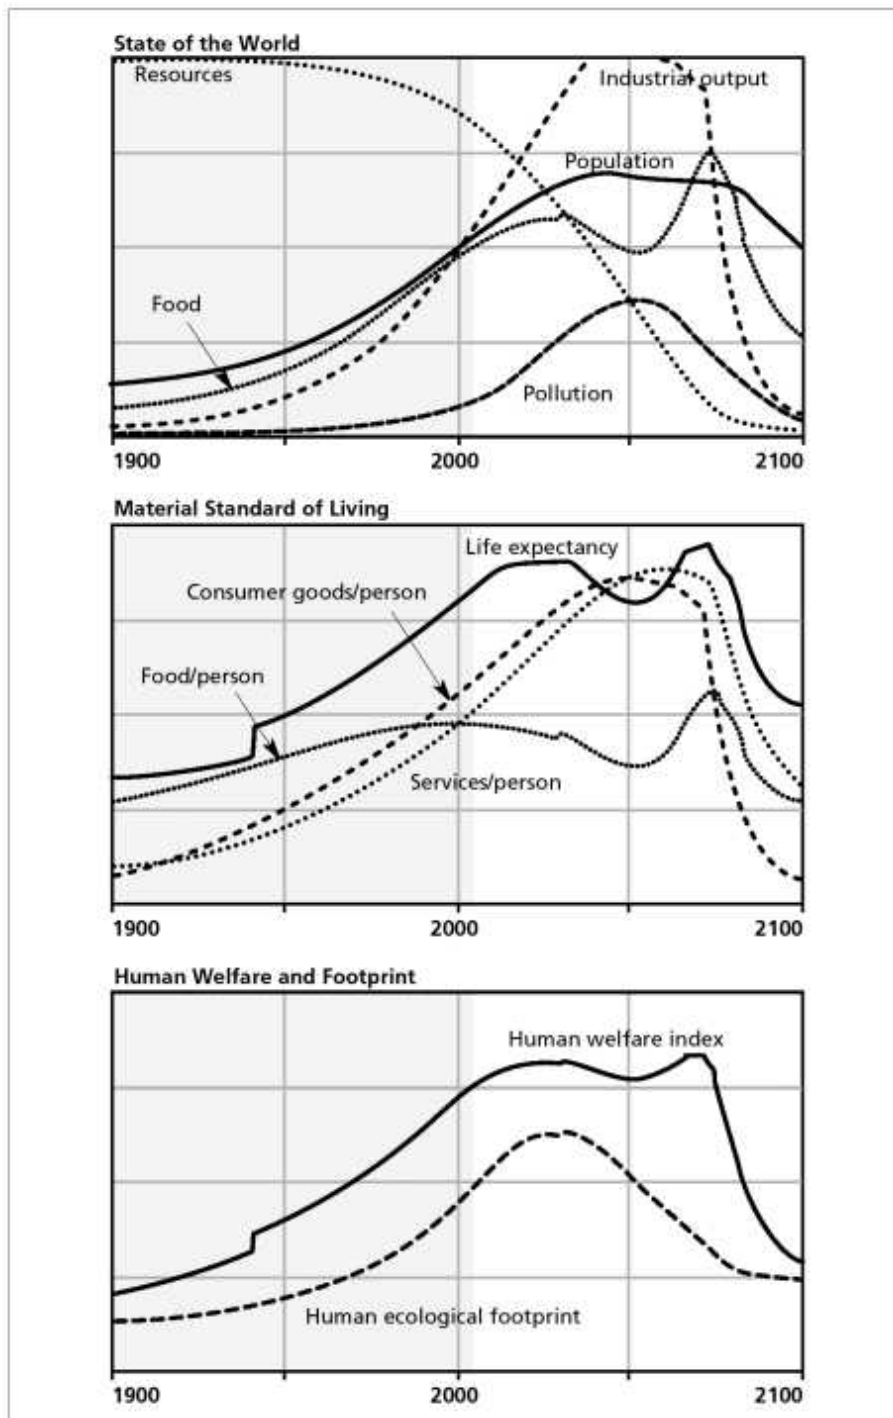 State of the World
Resources
Industrial output
Population
Food
Pollution
1900 2000 2100
Material Standard of Living
Life expectancy
Consumer goods/person
Food/person
Services/person
1900 2000 2100
Human Welfare and Footprint
Human welfare index
Human ecological footprint
1900 2000 2100